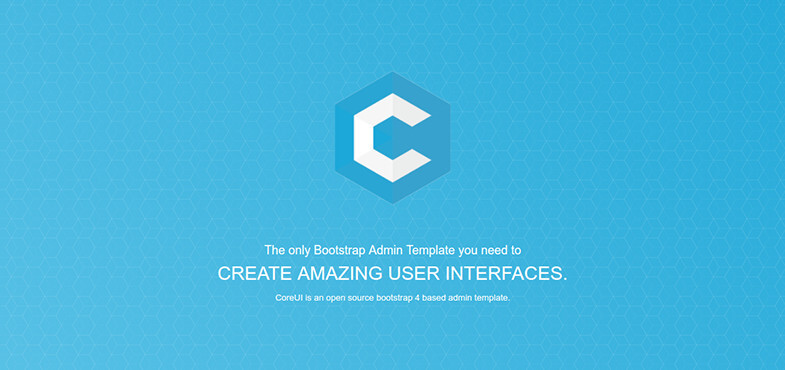 The only Bootstrap Admin Template you need to
CREATE AMAZING USER INTERFACES.
CoreUI is an open source bootstrap 4 based admin template.